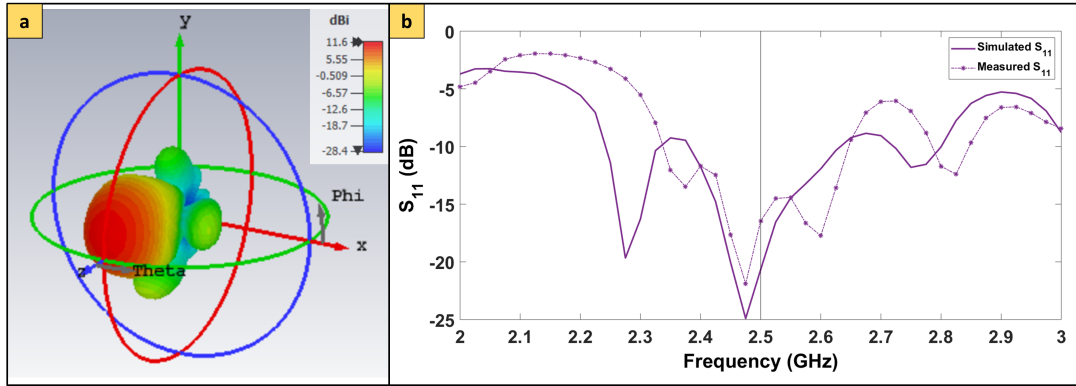 a
y
dBi
11.6
5.55
-0.509
-6.57
-12.6
-18.7
-28.4
Phi
x
z
Theta
b
0
-5
-10
-15
-20
-25
S11 (dB)
Simulated S11
Measured S11
2 2.1 2.2 2.3 2.4 2.5 2.6 2.7 2.8 2.9 3
Frequency (GHz)